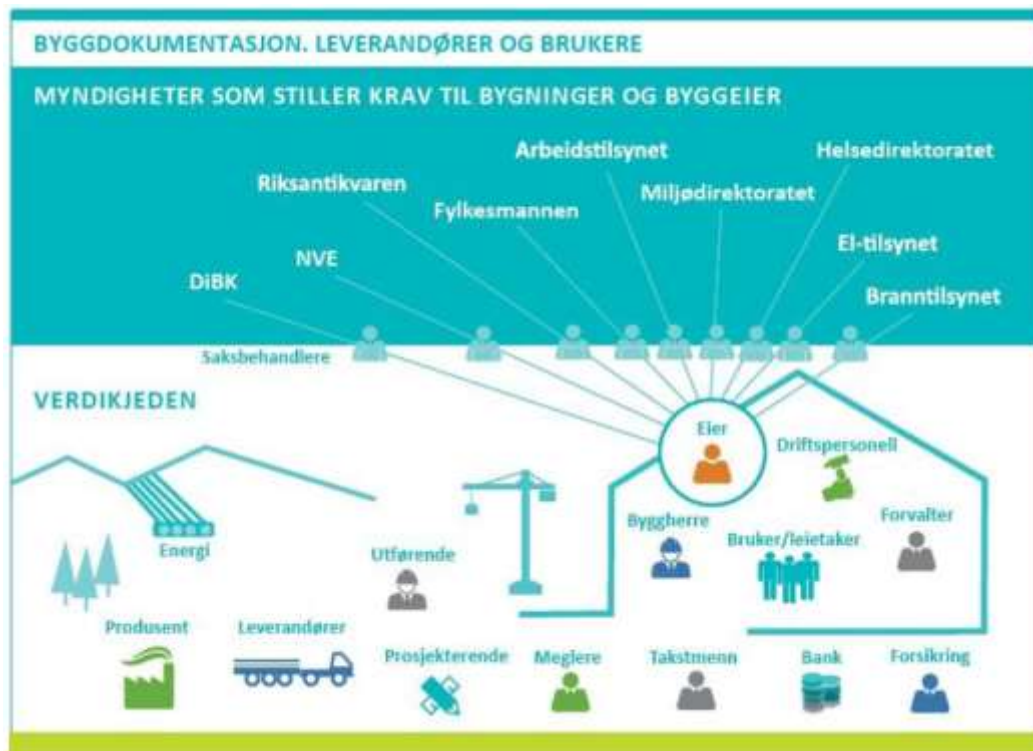 BYGGDOKUMENTASJON. LEVERANDØRER OG BRUKERE
MYNDIGHETER SOM STILLER KRAV TIL BYGNINGER OG BYGGEIER
Arbeidstilsynet
Helsedirektoratet
Riksantikvaren
Miljødirektoratet
Fylkesmannen
El-tilsynet
NVE
DiBK
Branntilsynet
Saksbehandlere
VERDIKJEDEN
Eier
Driftspersonell
Byggherre
Forvalter
Bruker/leietaker
Energi
Utførende
Produsent
Leverandører
Prosjekterende
Meglere
Takstmenn
Bank
Forsikring